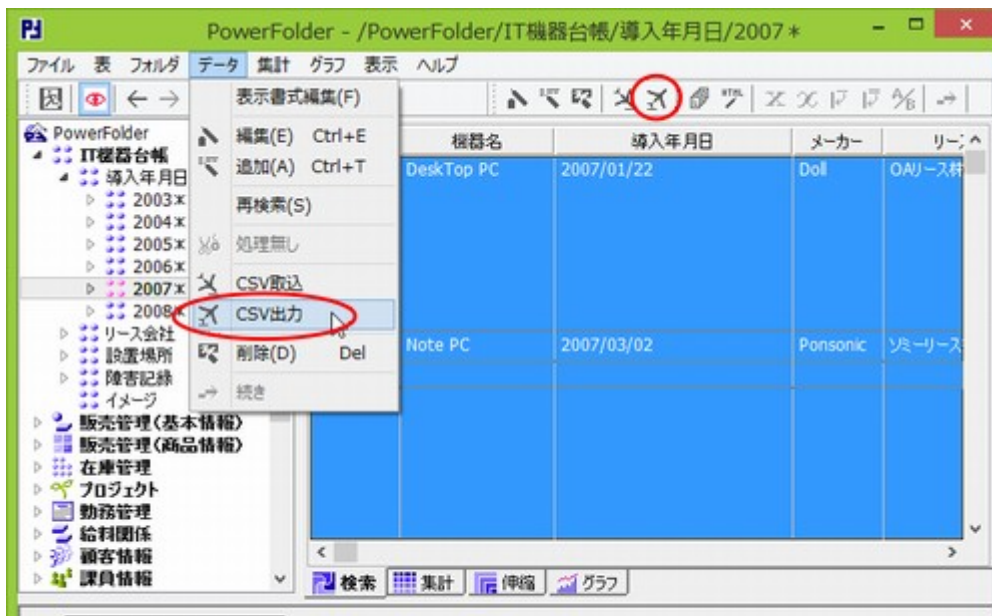 PowerFolder - /PowerFolder/IT機器台帳/導入年月日/2007*
ファイル 表 フォルダ データ 集計 グラフ 表示 ヘルプ
表示書式編集(F)
編集(E) Ctrl+E
追加(A) Ctrl+T
再検索(S)
処理無し
CSV取込
CSV出力
削除(D) Del
続き
PowerFolder
IT機器台帳
導入年月日
2003*
2004*
2005*
2006*
2007*
2008*
リース会社
設置場所
障害記録
イメージ
販売管理(基本情報)
販売管理(商品情報)
在庫管理
プロジェクト
勤務管理
給料関係
顧客情報
課員情報
機器名 導入年月日 メーカー リース
DeskTop PC 2007/01/22 Doll OAリース株
Note PC 2007/03/02 Ponsonic ソミーリース
検索 集計 伸縮 グラフ